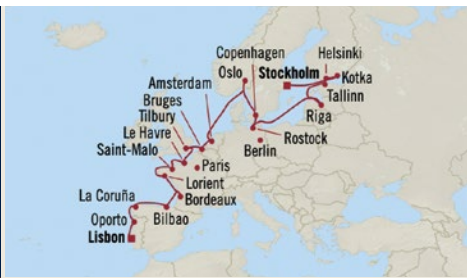 Copenhagen
Helsinki
Oslo
Stockholm
Kotka
Amsterdam
Tallinn
Bruges
Riga
Tilbury
Le Havre
Rostock
Saint-Malo
Berlin
Paris
Lorient
La Coruña
Bordeaux
Oporto
Bilbao
Lisbon